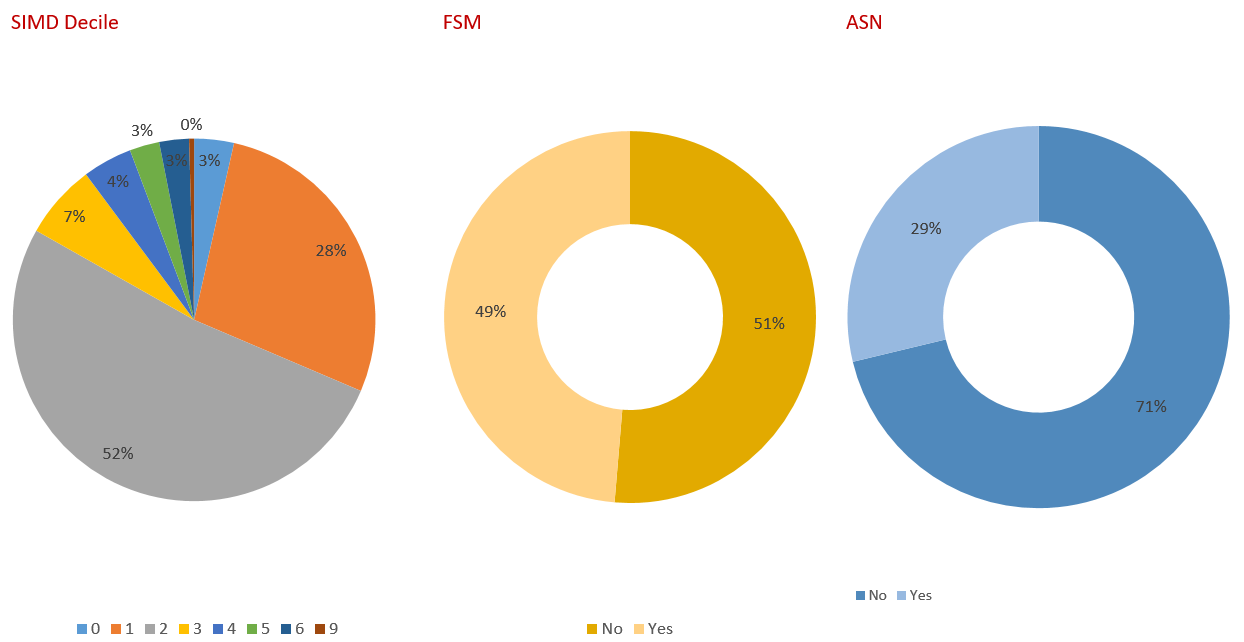 SIMD Decile
0%
3%
3%
3%
4%
7%
28%
52%
0 1 2 3 4 5 6 9
FSM
49%
51%
No Yes
ASN
29%
71%
No Yes